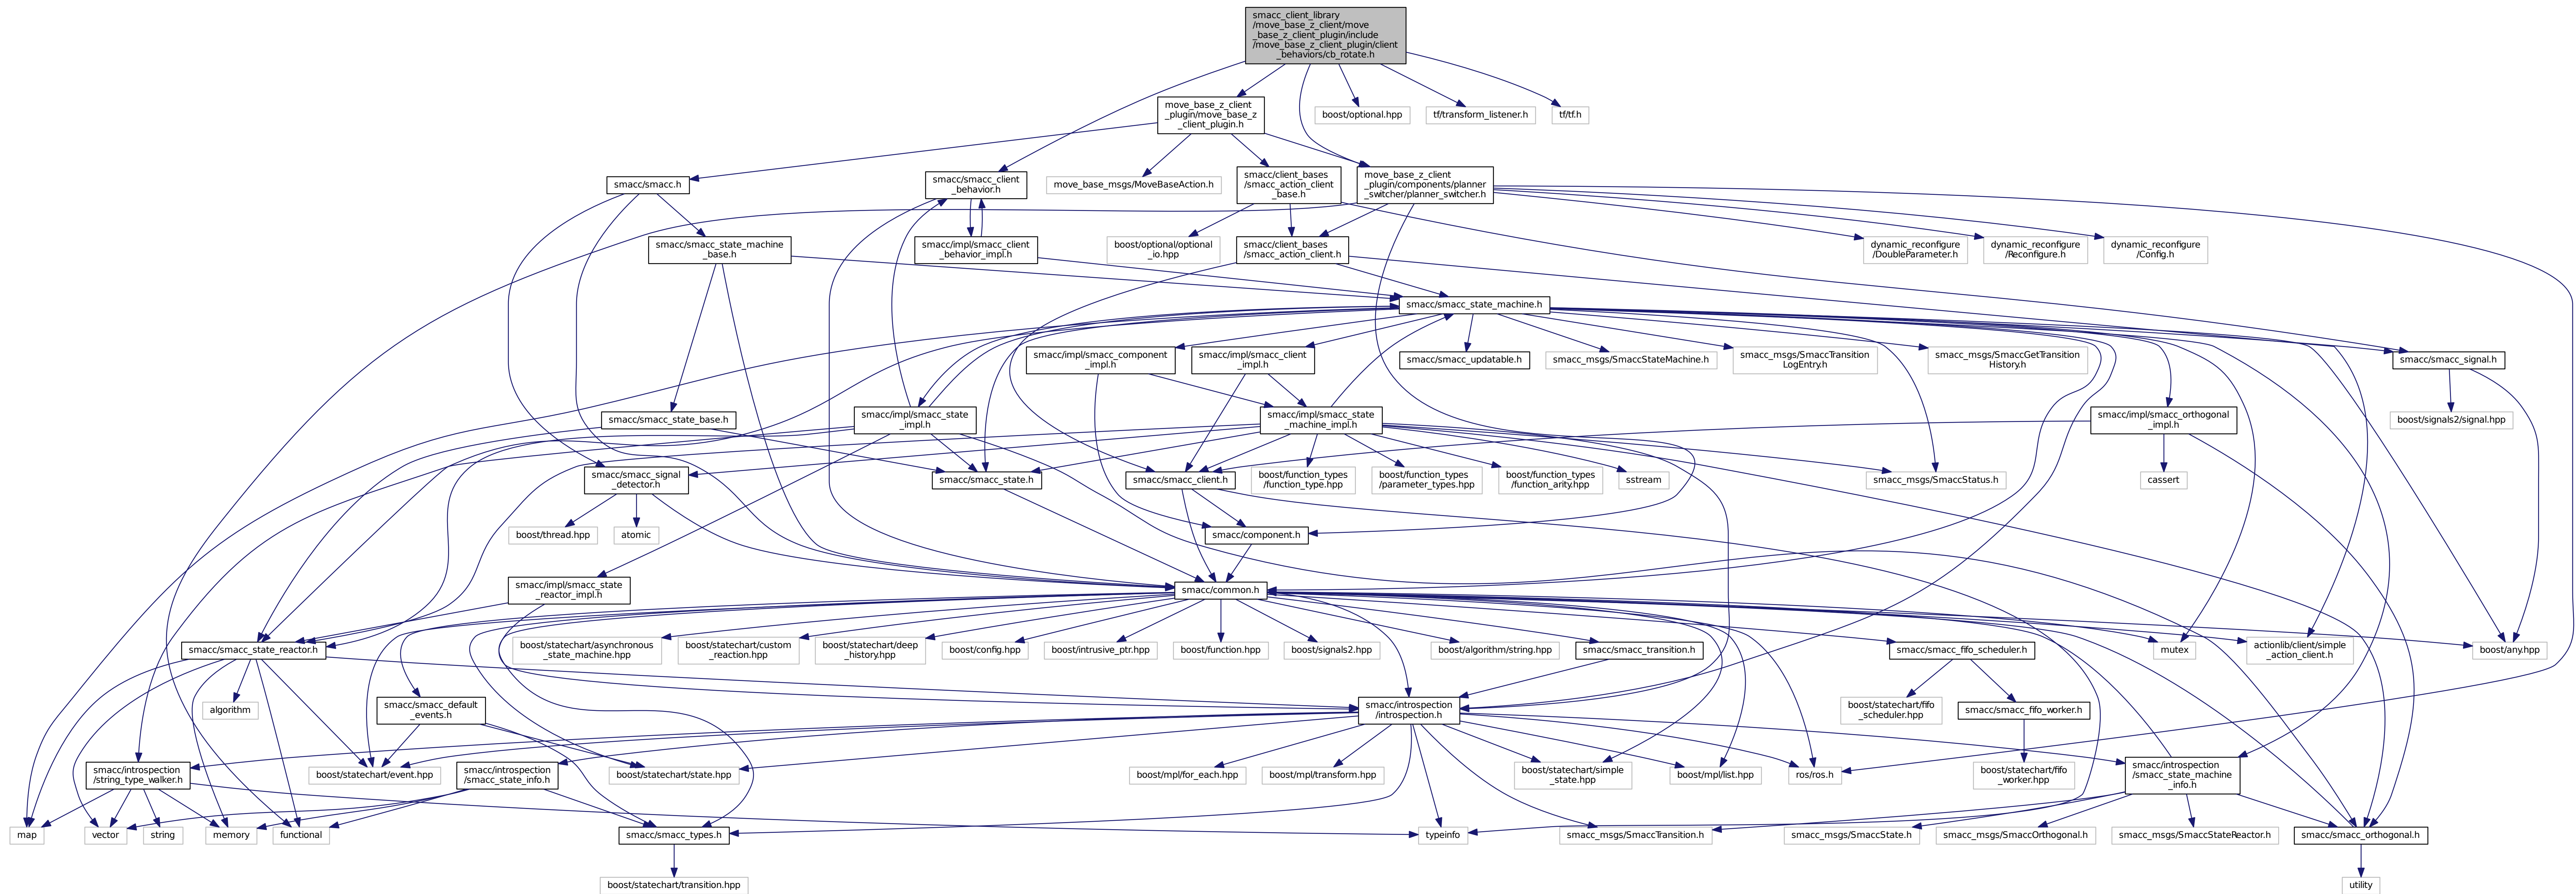 smacc_client_library
/move_base_z_client/move
_base_z_client_plugin/include
/move_base_z_client_plugin/client
_behaviors/cb_rotate.h
move_base_z_client
_plugin/move_base_z
_client_plugin.h
boost/optional.hpp
tf/transform_listener.h
tf/tf.h
smacc/smacc.h
smacc/smacc_client
_behavior.h
move_base_msgs/MoveBaseAction.h
smacc/client_bases
/smacc_action_client
_base.h
move_base_z_client
_plugin/components/planner
_switcher/planner_switcher.h
smacc/smacc_state_machine
_base.h
smacc/impl/smacc_client
_behavior_impl.h
boost/optional/optional
_io.hpp
smacc/client_bases
/smacc_action_client.h
dynamic_reconfigure
/DoubleParameter.h
dynamic_reconfigure
/Reconfigure.h
dynamic_reconfigure
/Config.h
smacc/smacc_state_machine.h
smacc/impl/smacc_component
_impl.h
smacc/impl/smacc_client
_impl.h
smacc/smacc_updatable.h
smacc_msgs/SmaccStateMachine.h
smacc_msgs/SmaccTransition
LogEntry.h
smacc_msgs/SmaccGetTransition
History.h
smacc/smacc_signal.h
smacc/smacc_state_base.h
smacc/impl/smacc_state
_impl.h
smacc/impl/smacc_state
_machine_impl.h
smacc/impl/smacc_orthogonal
_impl.h
boost/signals2/signal.hpp
smacc/smacc_signal
_detector.h
smacc/smacc_state.h
smacc/smacc_client.h
boost/function_types
/function_type.hpp
boost/function_types
/parameter_types.hpp
boost/function_types
/function_arity.hpp
sstream
smacc_msgs/SmaccStatus.h
cassert
boost/thread.hpp
atomic
smacc/component.h
smacc/impl/smacc_state
_reactor_impl.h
smacc/common.h
smacc/smacc_state_reactor.h
boost/statechart/asynchronous
_state_machine.hpp
boost/statechart/custom
_reaction.hpp
boost/statechart/deep
_history.hpp
boost/config.hpp
boost/intrusive_ptr.hpp
boost/function.hpp
boost/signals2.hpp
boost/algorithm/string.hpp
smacc/smacc_transition.h
smacc/smacc_fifo_scheduler.h
mutex
actionlib/client/simple
_action_client.h
boost/any.hpp
algorithm
smacc/smacc_default
_events.h
smacc/introspection
/introspection.h
boost/statechart/fifo
_scheduler.hpp
smacc/smacc_fifo_worker.h
smacc/introspection
/string_type_walker.h
boost/statechart/event.hpp
smacc/introspection
/smacc_state_info.h
boost/statechart/state.hpp
boost/mpl/for_each.hpp
boost/mpl/transform.hpp
boost/statechart/simple
_state.hpp
boost/mpl/list.hpp
ros/ros.h
boost/statechart/fifo
_worker.hpp
smacc/introspection
/smacc_state_machine
_info.h
map
vector
string
memory
functional
smacc/smacc_types.h
typeinfo
smacc_msgs/SmaccTransition.h
smacc_msgs/SmaccState.h
smacc_msgs/SmaccOrthogonal.h
smacc_msgs/SmaccStateReactor.h
smacc/smacc_orthogonal.h
boost/statechart/transition.hpp
utility